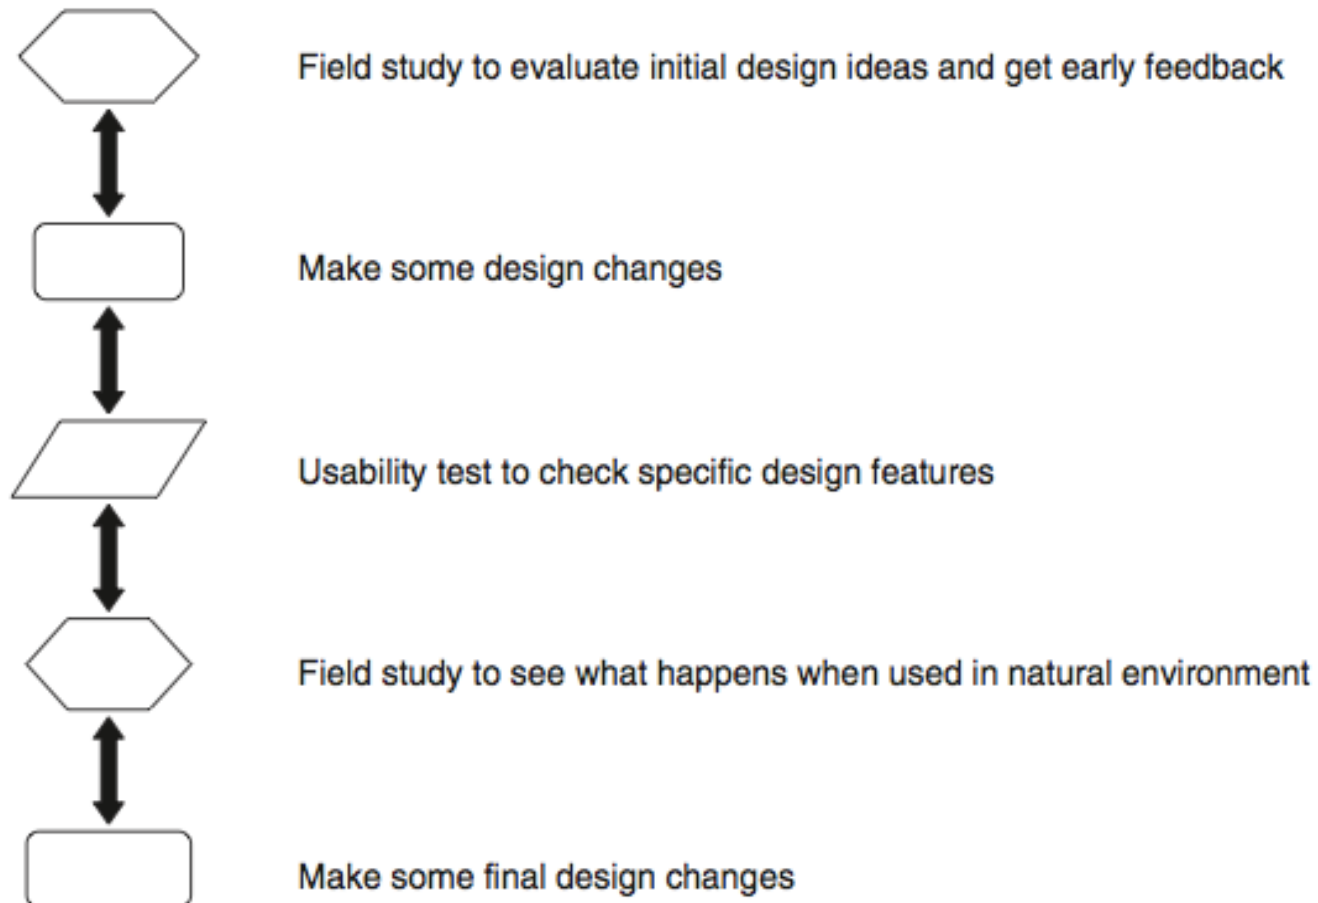 Field study to evaluate initial design ideas and get early feedback
Make some design changes
Usability test to check specific design features
Field study to see what happens when used in natural environment
Make some final design changes